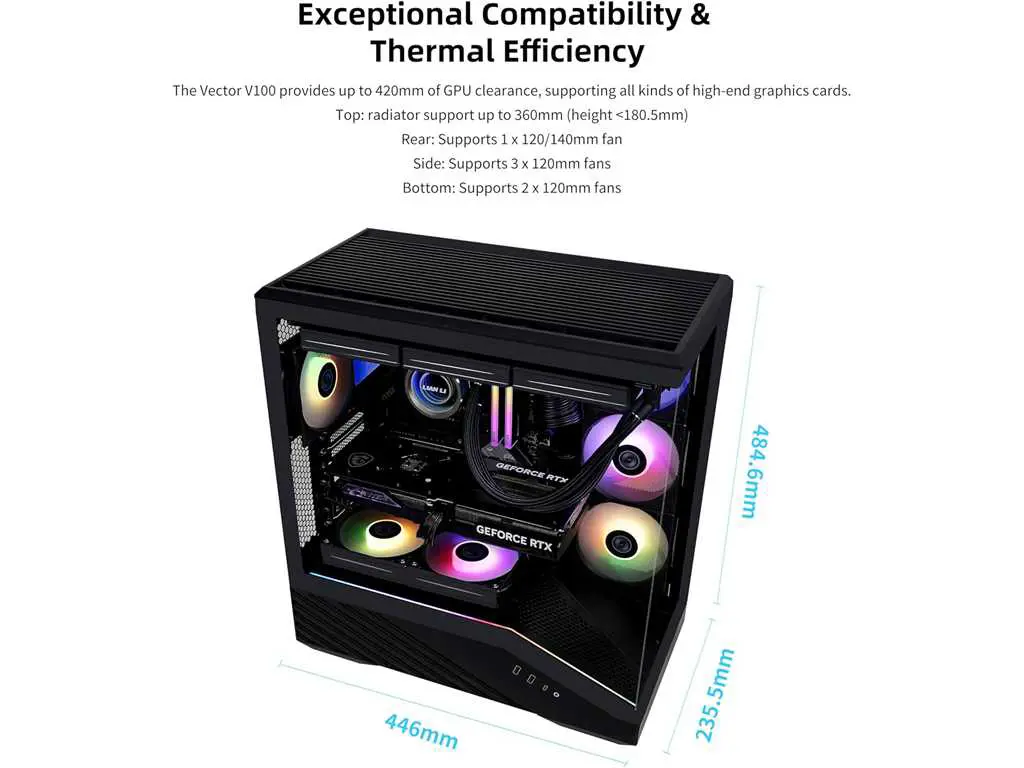 Exceptional Compatibility &
Thermal Efficiency
The Vector V100 provides up to 420mm of GPU clearance, supporting all kinds of high-end graphics cards.
Top: radiator support up to 360mm (height <180.5mm)
Rear: Supports 1 x 120/140mm fan
Side: Supports 3 x 120mm fans
Bottom: Supports 2 x 120mm fans
LIAN LI
GEFORCE RTX
GEFORCE RTX
484.6mm
235.5mm
446mm